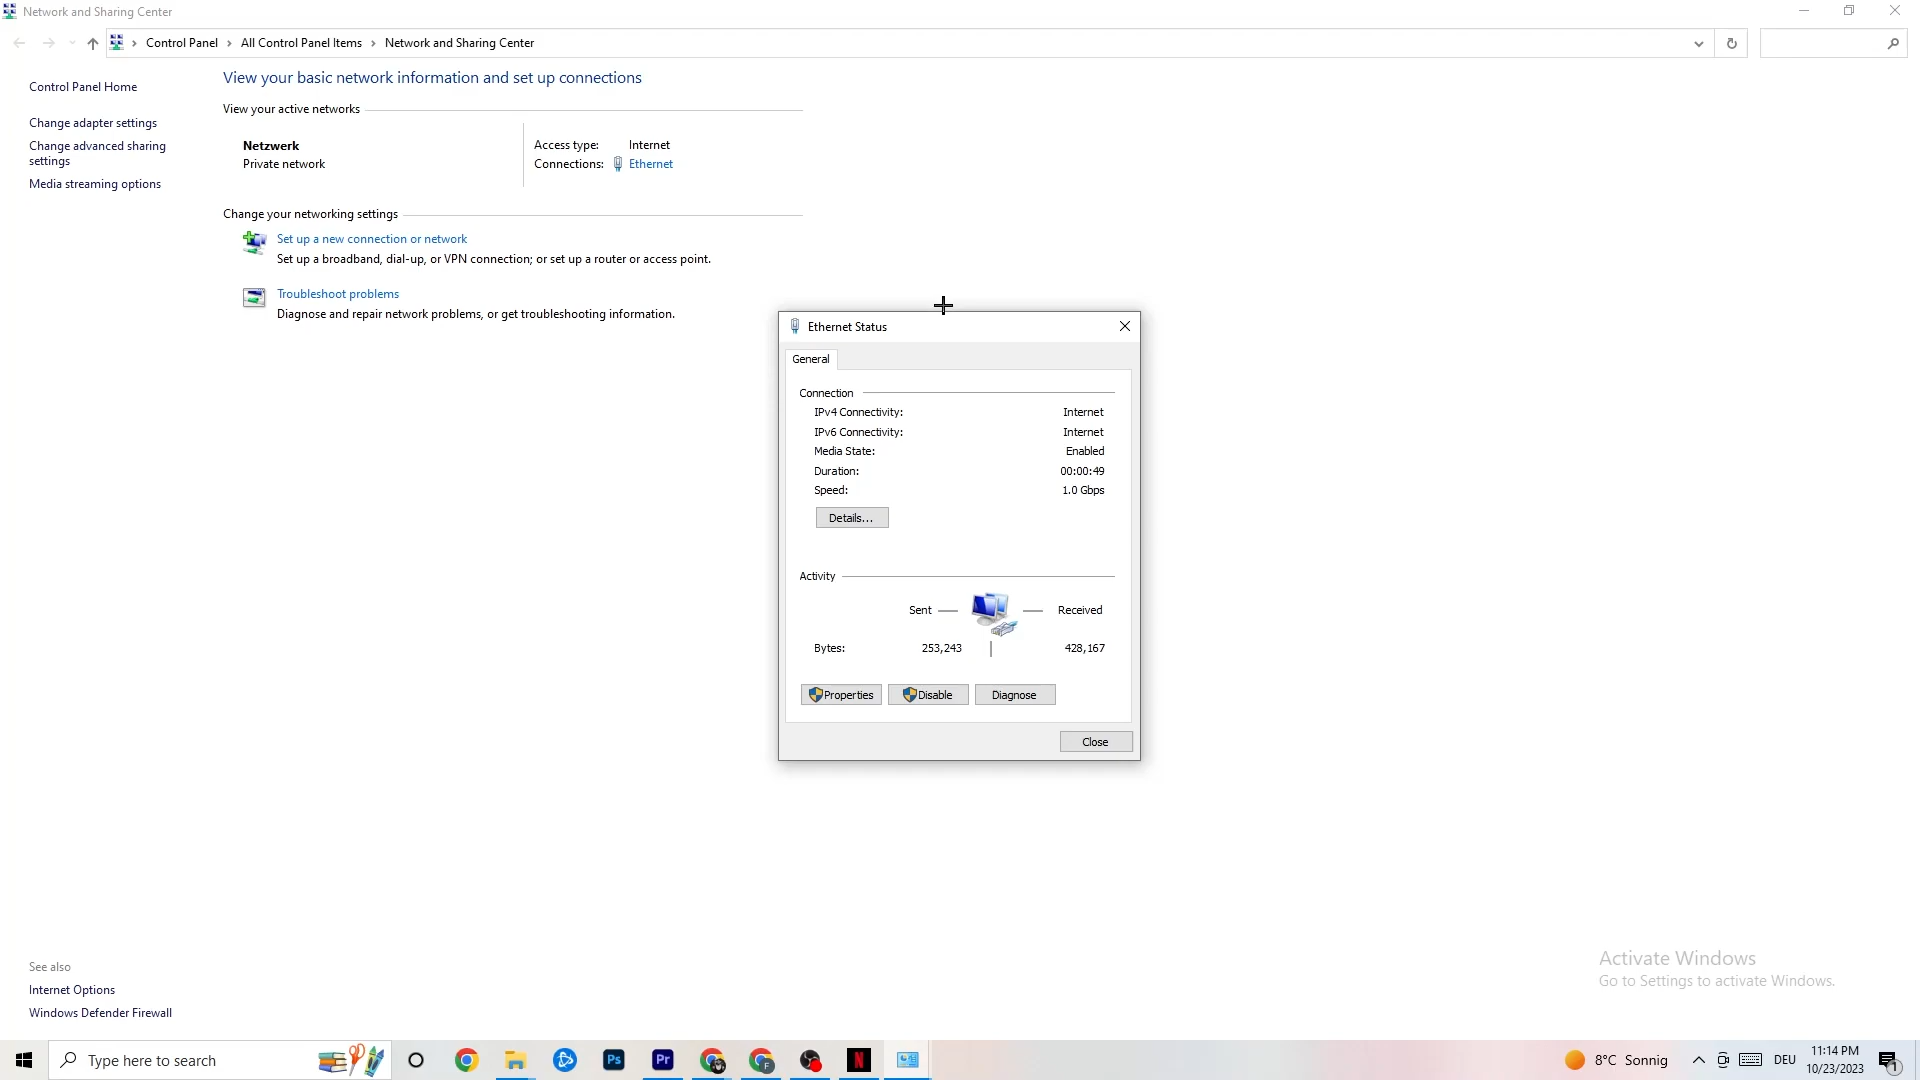 Network and Sharing Center
Control Panel
All Control Panel Items
Network and Sharing Center
Control Panel Home
Change adapter settings
Change advanced sharing
settings
Media streaming options
View your basic network information and set up connections
View your active networks
Netzwerk
Private network
Access type: Internet
Connections: Ethernet
Change your networking settings
Set up a new connection or network
Set up a broadband, dial-up, or VPN connection; or set up a router or access point.
Troubleshoot problems
Diagnose and repair network problems, or get troubleshooting information.
Ethernet Status
General
Connection
IPv4 Connectivity: Internet
IPv6 Connectivity: Internet
Media State: Enabled
Duration: 00:00:49
Speed: 1.0 Gbps
Details...
Activity
Sent — Received
Bytes: 253,243 428,167
Properties
Disable
Diagnose
Close
See also
Internet Options
Windows Defender Firewall
Activate Windows
Go to Settings to activate Windows.
Type here to search
Ps
Pr
F
N
8°C Sonnig
DEU
11:14 PM
10/23/2023
1